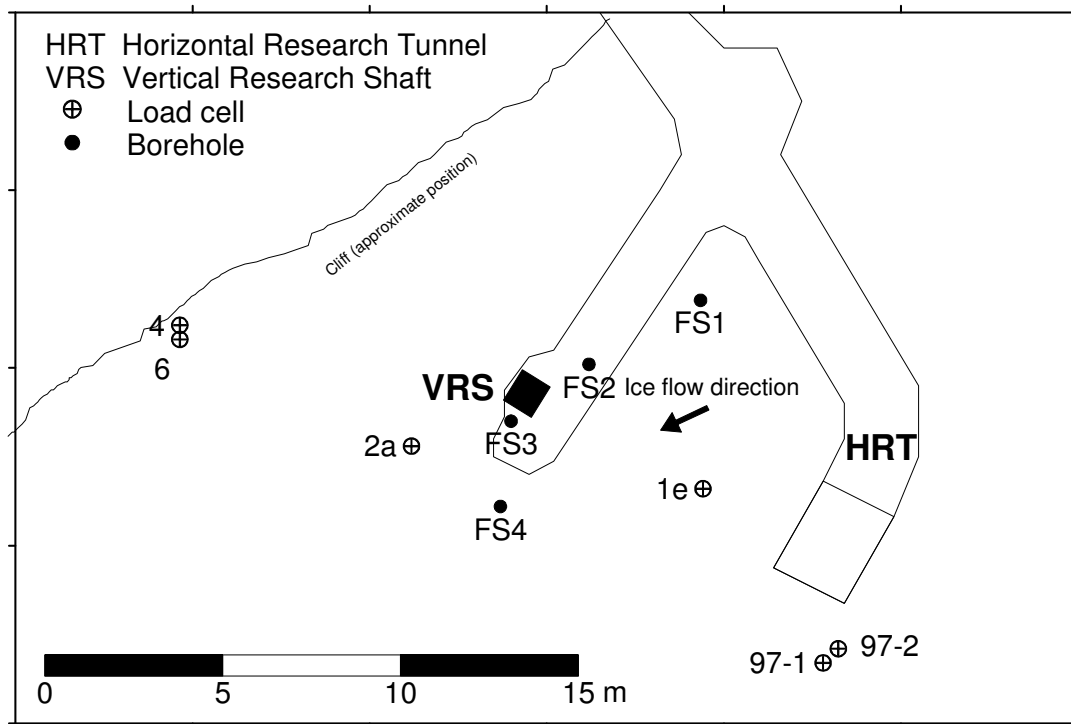 HRT Horizontal Research Tunnel
VRS Vertical Research Shaft
Load cell
Borehole
Cliff (approximate position)
FS1
4
6
VRS
FS2
Ice flow direction
FS3
2a
HRT
1e
FS4
97-2
97-1
0 5 10 15 m